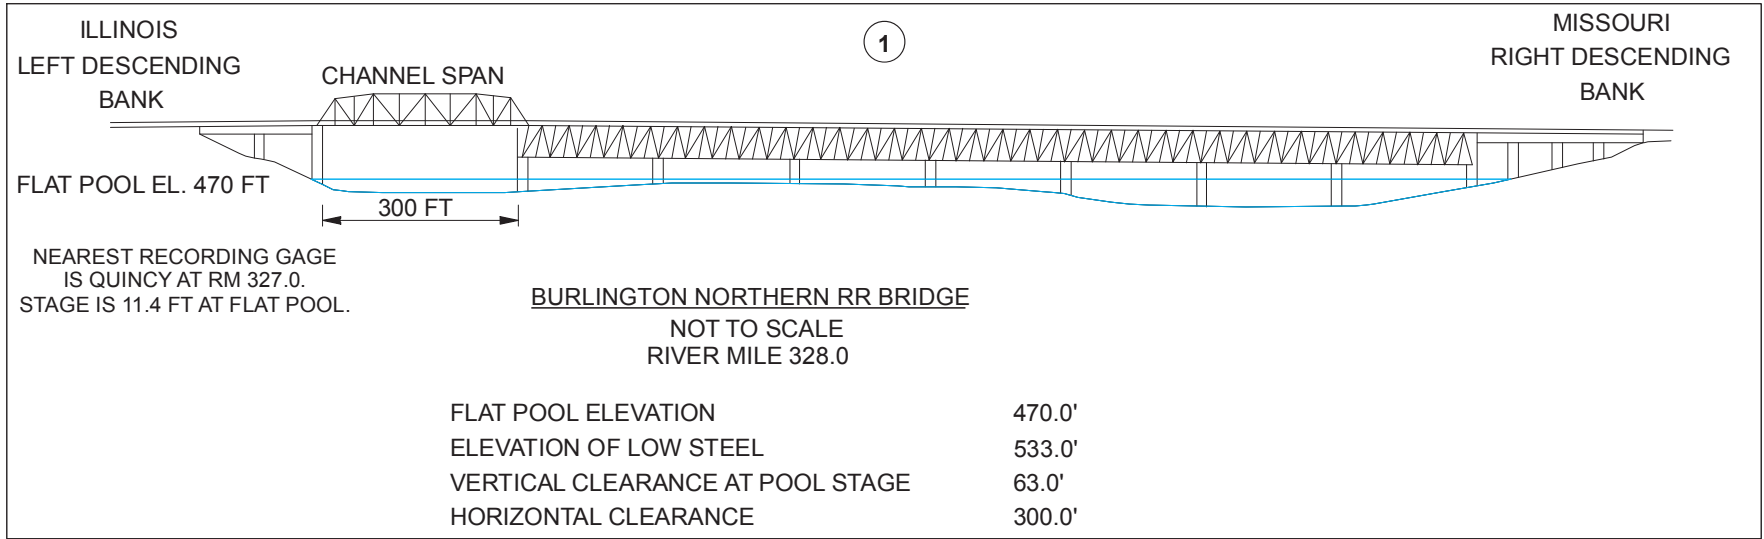 ILLINOIS
LEFT DESCENDING
BANK
CHANNEL SPAN
1
MISSOURI
RIGHT DESCENDING
BANK
FLAT POOL EL. 470 FT
300 FT
NEAREST RECORDING GAGE
IS QUINCY AT RM 327.0.
STAGE IS 11.4 FT AT FLAT POOL.
BURLINGTON NORTHERN RR BRIDGE
NOT TO SCALE
RIVER MILE 328.0
FLAT POOL ELEVATION 470.0'
ELEVATION OF LOW STEEL 533.0'
VERTICAL CLEARANCE AT POOL STAGE 63.0'
HORIZONTAL CLEARANCE 300.0'